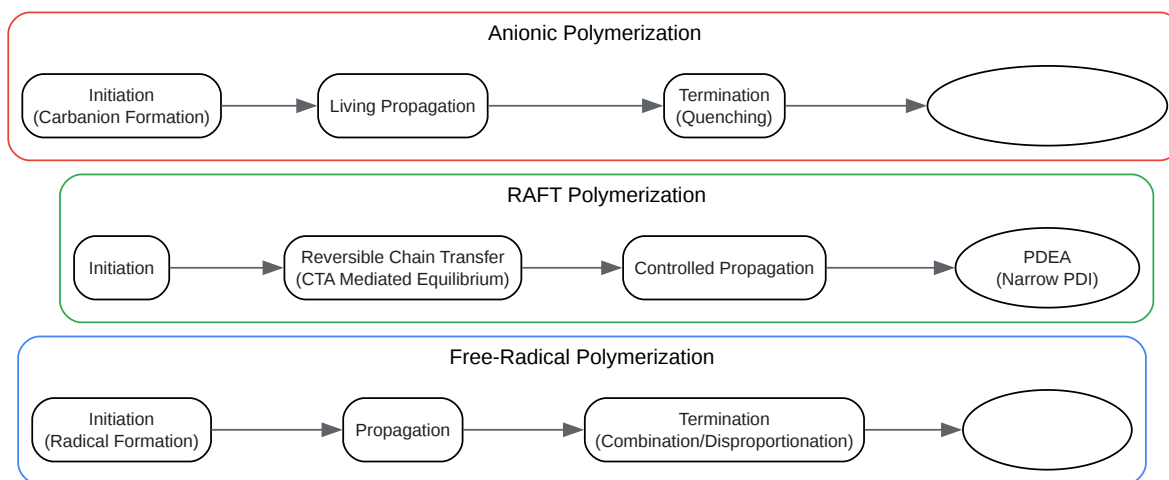 Anionic Polymerization
Initiation
(Carbanion Formation)
Living Propagation
Termination
(Quenching)
RAFT Polymerization
Initiation
Reversible Chain Transfer
(CTA Mediated Equilibrium)
Controlled Propagation
PDEA
(Narrow PDI)
Free-Radical Polymerization
Initiation
(Radical Formation)
Propagation
Termination
(Combination/Disproportionation)